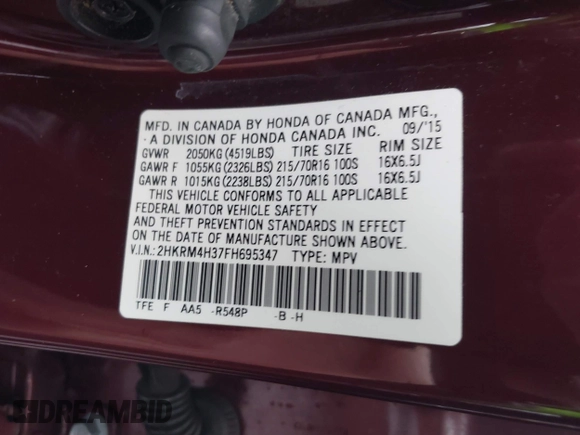 MFD. IN CANADA BY HONDA OF CANADA MFG.,
A DIVISION OF HONDA CANADA INC. 09/'15
GVWR 2050KG(4519LBS) TIRE SIZE RIM SIZE
GAWR F 1055KG(2326LBS) 215/70R16 100S 16X6.5J
GAWR R 1015KG(2238LBS) 215/70R16 100S 16X6.5J
THIS VEHICLE CONFORMS TO ALL APPLICABLE
FEDERAL MOTOR VEHICLE SAFETY
AND THEFT PREVENTION STANDARDS IN EFFECT
ON THE DATE OF MANUFACTURE SHOWN ABOVE.
V.I.N.:2HKRM4H37FH695347 TYPE: MPV
TFE F AA5 -R548P -B -H
DREAMBID